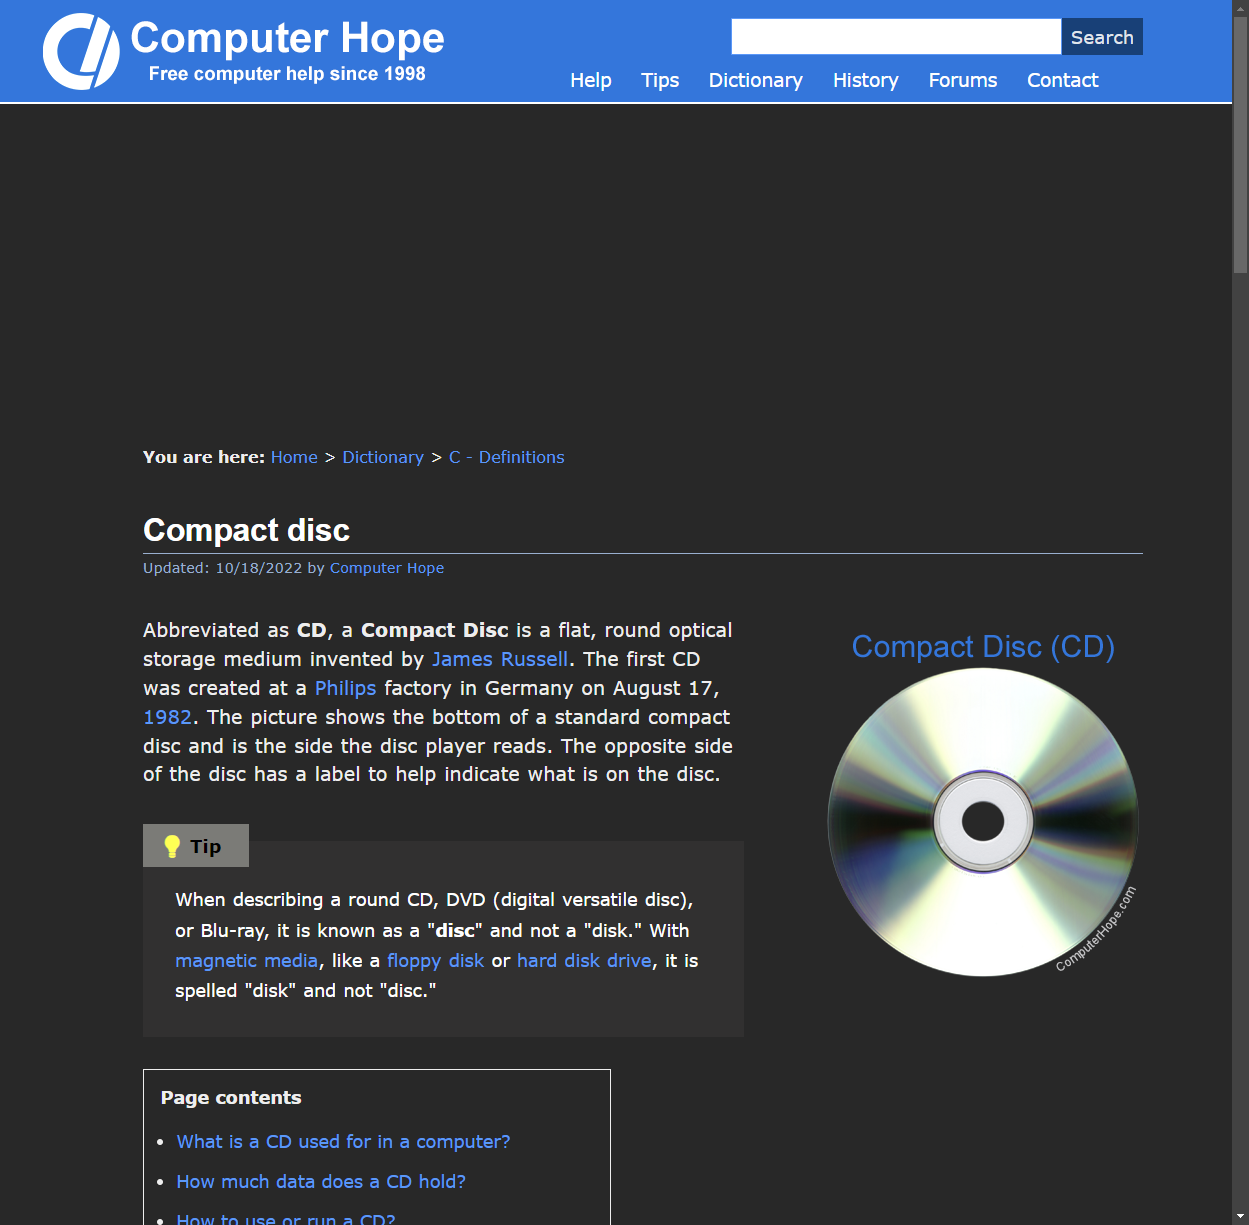 Computer Hope
Free computer help since 1998
Search
Help Tips Dictionary History Forums Contact
You are here: Home > Dictionary > C - Definitions
Compact disc
Updated: 10/18/2022 by Computer Hope
Abbreviated as CD, a Compact Disc is a flat, round optical
storage medium invented by James Russell. The first CD
was created at a Philips factory in Germany on August 17,
1982. The picture shows the bottom of a standard compact
disc and is the side the disc player reads. The opposite side
of the disc has a label to help indicate what is on the disc.
Compact Disc (CD)
ComputerHope.com
Tip
When describing a round CD, DVD (digital versatile disc),
or Blu-ray, it is known as a "disc" and not a "disk." With
magnetic media, like a floppy disk or hard disk drive, it is
spelled "disk" and not "disc."
Page contents
• What is a CD used for in a computer?
• How much data does a CD hold?
• How to use or run a CD?